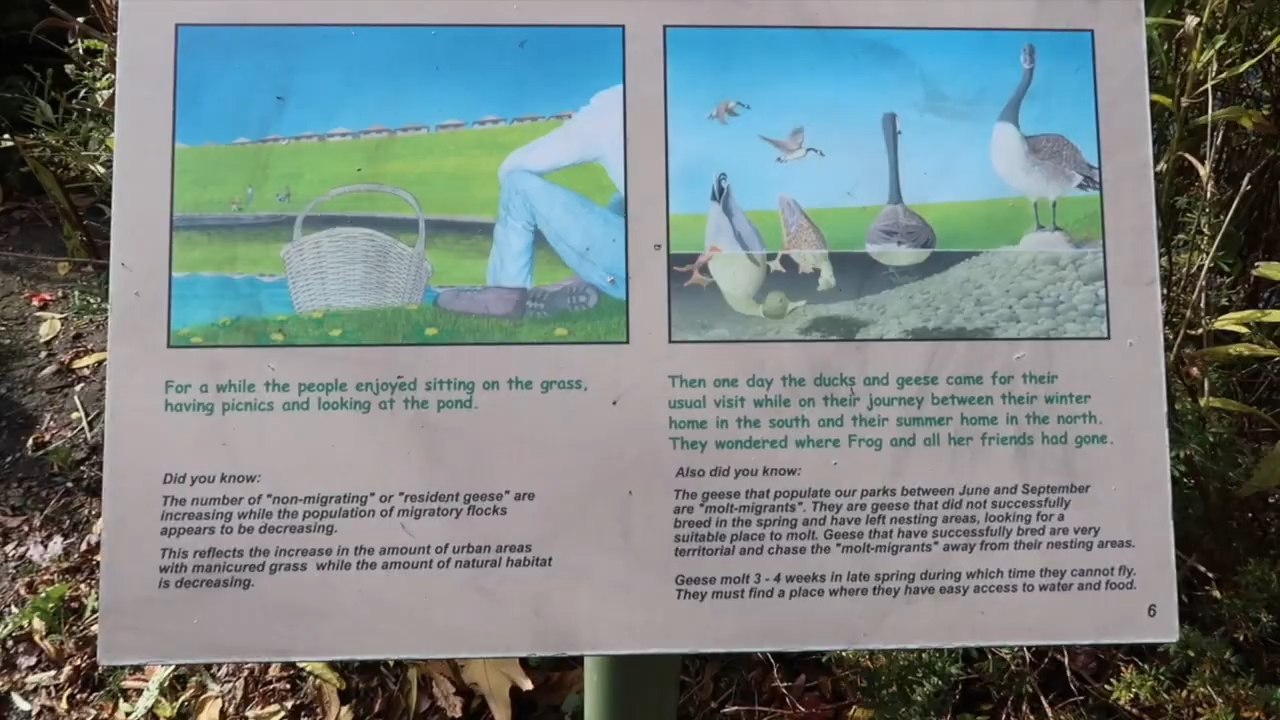 For a while the people enjoyed sitting on the grass,
having picnics and looking at the pond.
Did you know:
The number of "non-migrating" or "resident geese" are
increasing while the population of migratory flocks
appears to be decreasing.
This reflects the increase in the amount of urban areas
with manicured grass while the amount of natural habitat
is decreasing.
Then one day the ducks and geese came for their
usual visit while on their journey between their winter
home in the south and their summer home in the north.
They wondered where Frog and all her friends had gone.
Also did you know:
The geese that populate our parks between June and September
are "molt-migrants". They are geese that did not successfully
breed in the spring and have left nesting areas, looking for a
suitable place to molt. Geese that have successfully bred are very
territorial and chase the "molt-migrants" away from their nesting areas.
Geese molt 3 - 4 weeks in late spring during which time they cannot fly.
They must find a place where they have easy access to water and food.
6